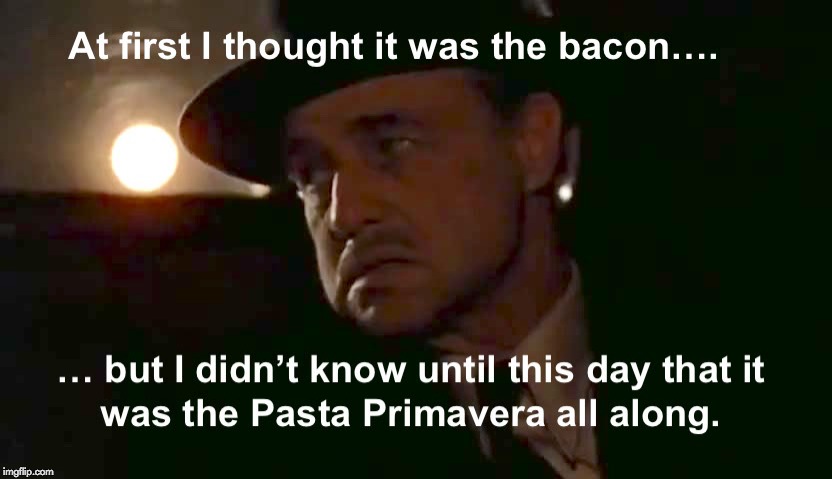 At first I thought it was the bacon….
… but I didn’t know until this day that it
was the Pasta Primavera all along.
imgflip.com